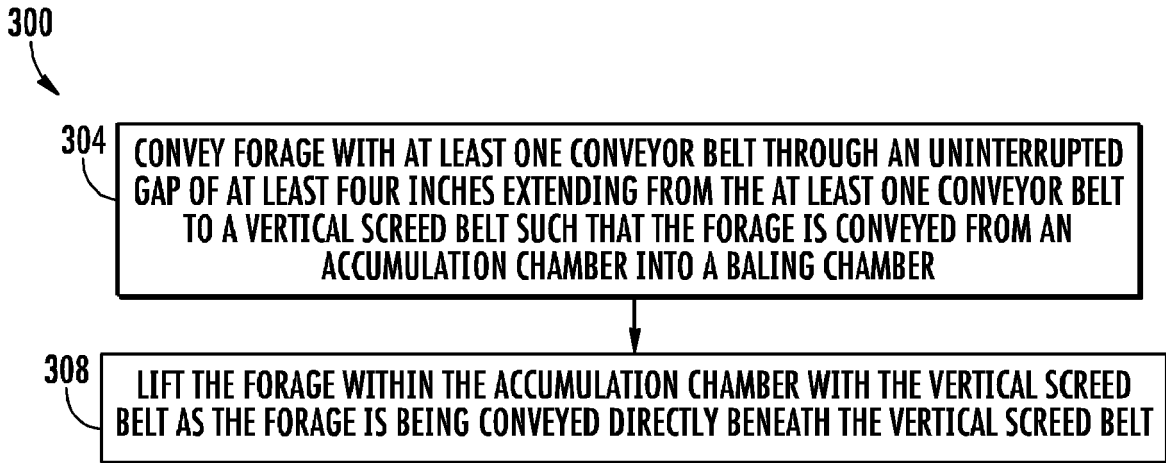 300
304
CONVEY FORAGE WITH AT LEAST ONE CONVEYOR BELT THROUGH AN UNINTERRUPTED
GAP OF AT LEAST FOUR INCHES EXTENDING FROM THE AT LEAST ONE CONVEYOR BELT
TO A VERTICAL SCREED BELT SUCH THAT THE FORAGE IS CONVEYED FROM AN
ACCUMULATION CHAMBER INTO A BALING CHAMBER
308
LIFT THE FORAGE WITHIN THE ACCUMULATION CHAMBER WITH THE VERTICAL SCREED
BELT AS THE FORAGE IS BEING CONVEYED DIRECTLY BENEATH THE VERTICAL SCREED BELT